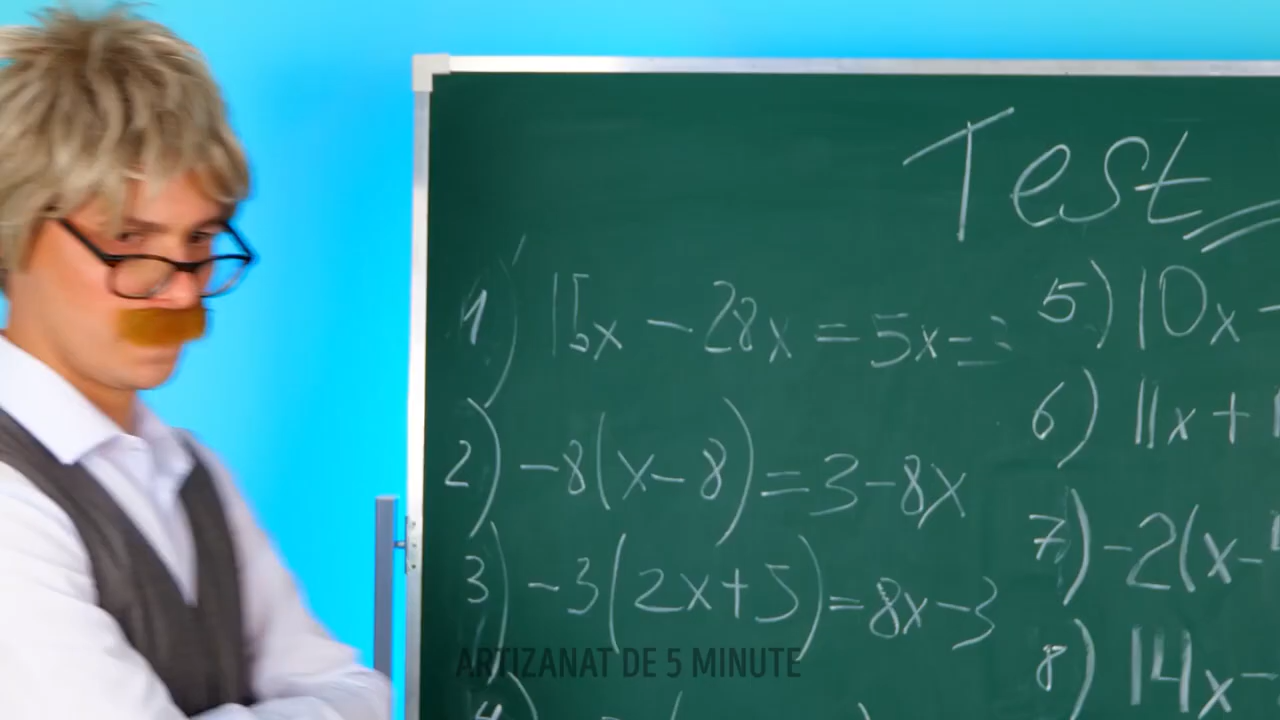 Test
1) 15x - 28x = 5x -
2) -8(x-8)=3-8x
3) -3(2x+5)=8x-3
4)
5) 10x -
6) 11x +
7) -2(x-
8) 14x -
ARTIZANAT DE 5 MINUTE